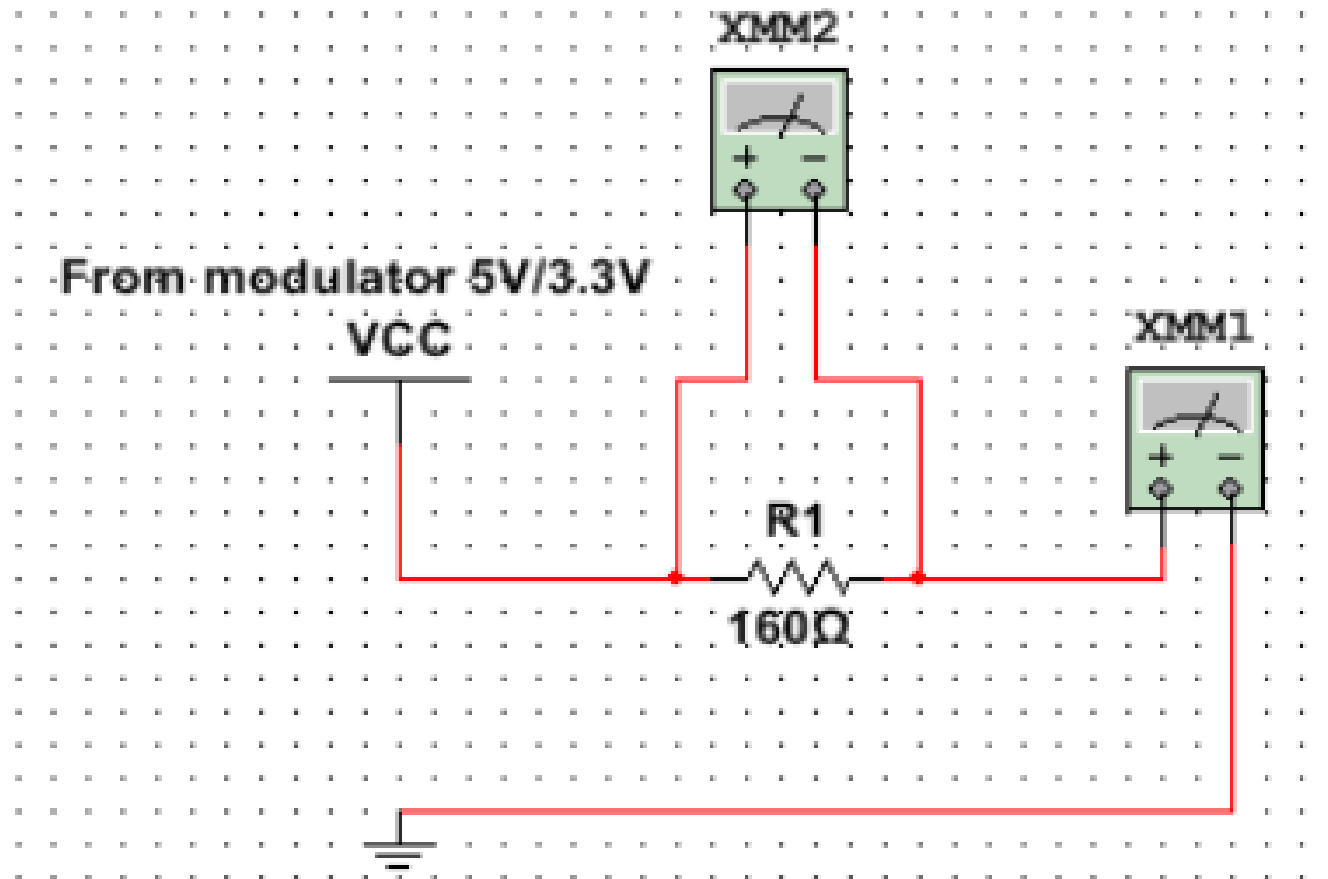 XMM2
From modulator 5V/3.3V
VCC
XMM1
+ −
+ −
R1
160Ω